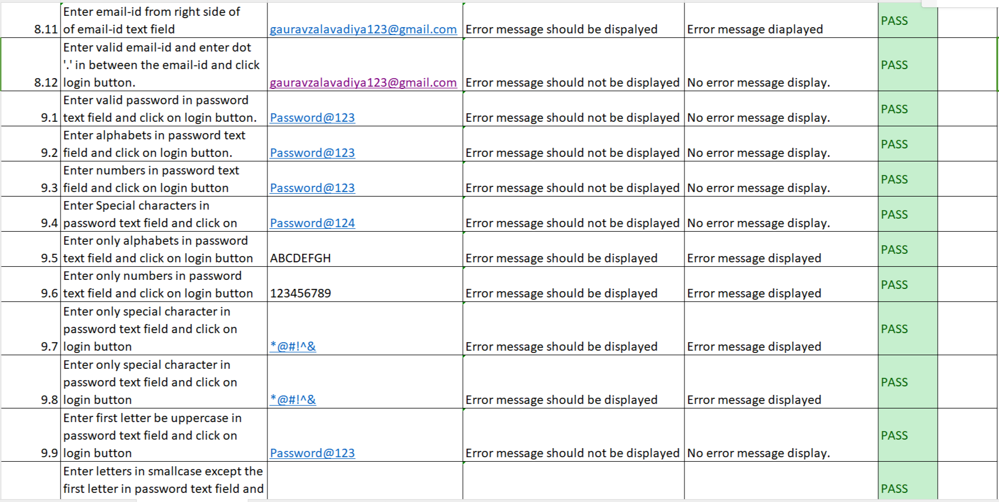 Enter email-id from right side of
8.11 of email-id text field gauravzalavadiya123@gmail.com Error message should be dispalyed Error message diaplayed PASS
Enter valid email-id and enter dot
'.' in between the email-id and click
8.12 login button. gauravzalavadiya123@gmail.com Error message should not be displayed No error message display. PASS
Enter valid password in password
9.1 text field and click on login button. Password@123 Error message should not be displayed No error message display. PASS
Enter alphabets in password text
9.2 field and click on login button. Password@123 Error message should not be displayed No error message display. PASS
Enter numbers in password text
9.3 field and click on login button Password@123 Error message should not be displayed No error message display. PASS
Enter Special characters in
9.4 password text field and click on Password@124 Error message should not be displayed No error message display. PASS
Enter only alphabets in password
9.5 text field and click on login button ABCDEFGH Error message should be displayed Error message displayed PASS
Enter only numbers in password
9.6 text field and click on login button 123456789 Error message should be displayed Error message displayed PASS
Enter only special character in
password text field and click on
9.7 login button *@#!^& Error message should be displayed Error message displayed PASS
Enter only special character in
password text field and click on
9.8 login button *@#!^& Error message should be displayed Error message displayed PASS
Enter first letter be uppercase in
password text field and click on
9.9 login button Password@123 Error message should not be displayed No error message display. PASS
Enter letters in smallcase except the
first letter in password text field and PASS